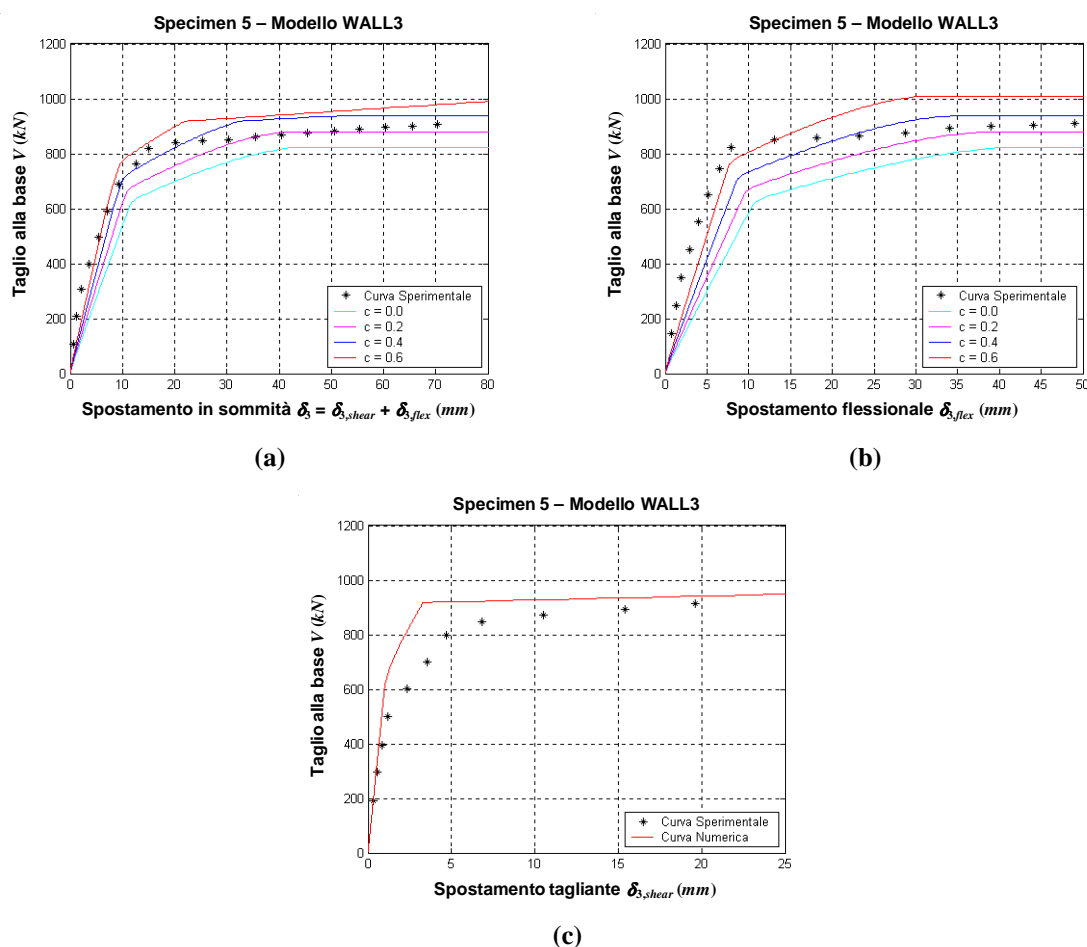 Specimen 5 – Modello WALL3
1200
1000
800
600
400
200
0
Taglio alla base V (kN)
Curva Sperimentale
c = 0.0
c = 0.2
c = 0.4
c = 0.6
0 10 20 30 40 50 60 70 80
Spostamento in sommità δ3 = δ3,shear + δ3,flex (mm)
(a)
Specimen 5 – Modello WALL3
1200
1000
800
600
400
200
0
Taglio alla base V (kN)
Curva Sperimentale
c = 0.0
c = 0.2
c = 0.4
c = 0.6
0 5 10 15 20 25 30 35 40 45 50
Spostamento flessionale δ3,flex (mm)
(b)
Specimen 5 – Modello WALL3
1200
1000
800
600
400
200
0
Taglio alla base V (kN)
Curva Sperimentale
Curva Numerica
0 5 10 15 20 25
Spostamento tagliante δ3,shear (mm)
(c)